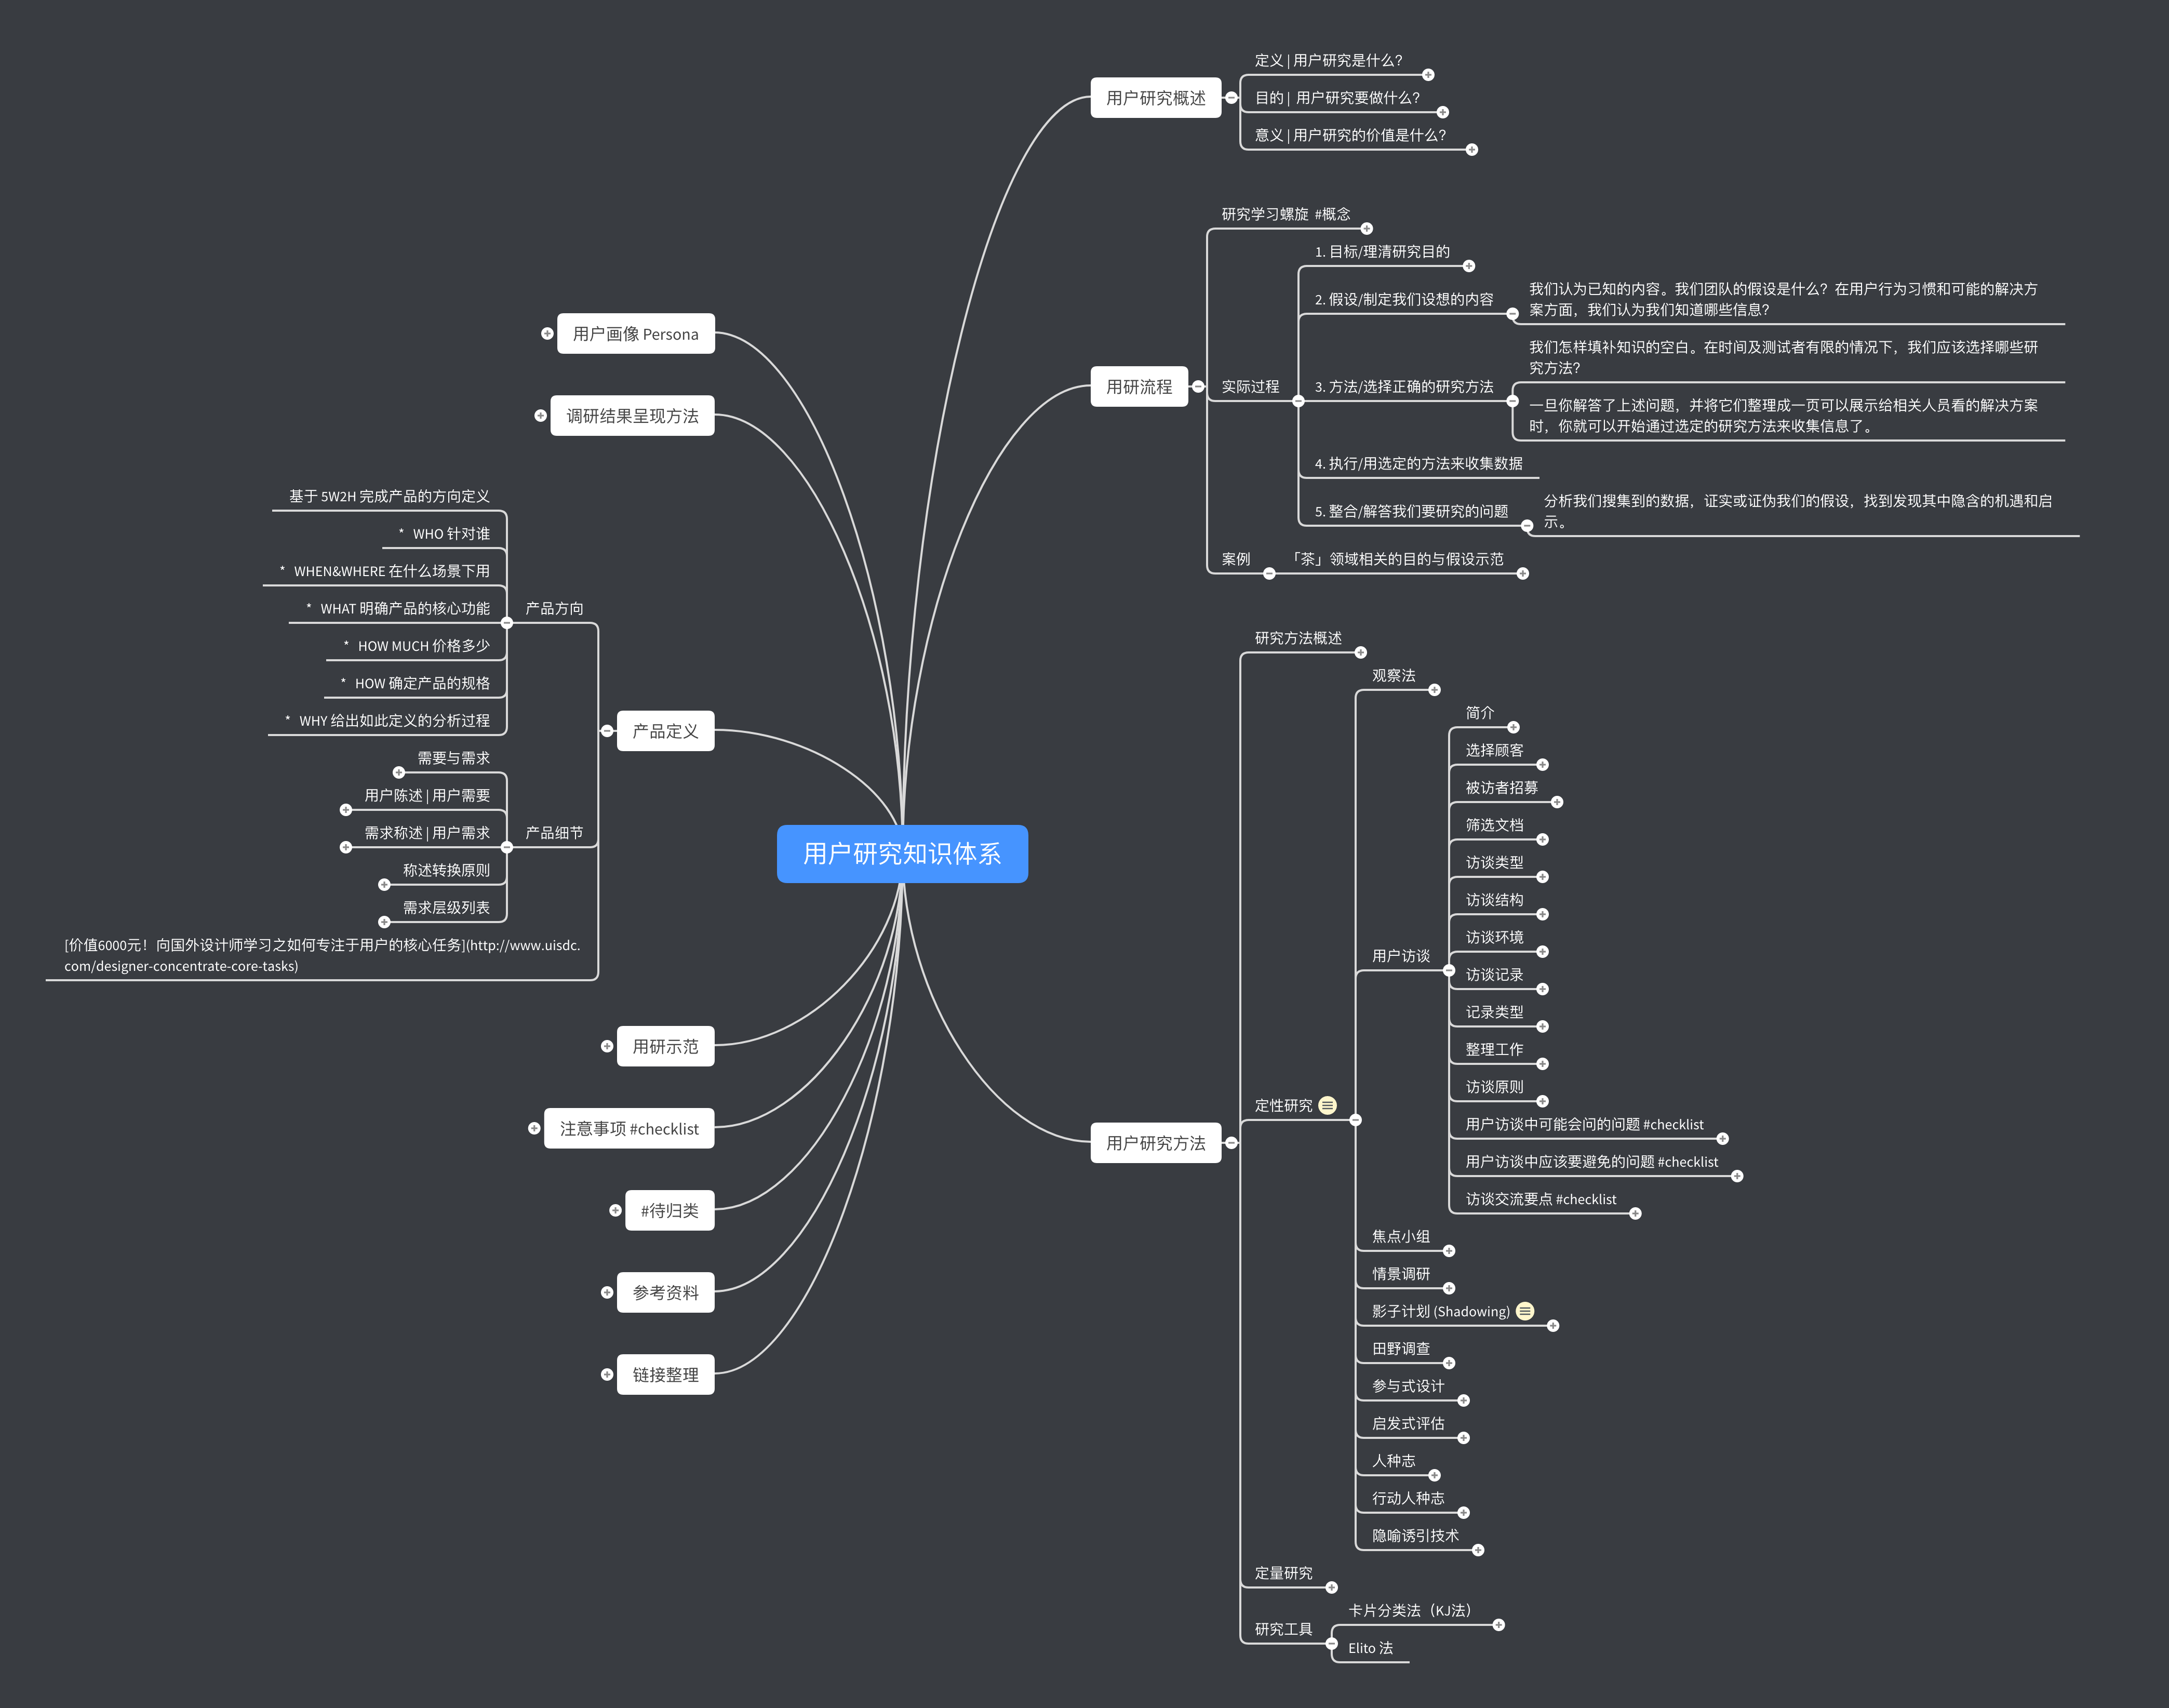 用户研究知识体系
用户研究概述
定义 | 用户研究是什么？
目的 | 用户研究要做什么？
意义 | 用户研究的价值是什么？
用研流程
研究学习螺旋 #概念
实际过程
1. 目标/理清研究目的
2. 假设/制定我们设想的内容
我们认为已知的内容。我们团队的假设是什么？在用户行为习惯和可能的解决方
案方面，我们认为我们知道哪些信息？
3. 方法/选择正确的研究方法
我们怎样填补知识的空白。在时间及测试者有限的情况下，我们应该选择哪些研
究方法？
一旦你解答了上述问题，并将它们整理成一页可以展示给相关人员看的解决方案
时，你就可以开始通过选定的研究方法来收集信息了。
4. 执行/用选定的方法来收集数据
5. 整合/解答我们要研究的问题
分析我们搜集到的数据，证实或证伪我们的假设，找到发现其中隐含的机遇和启
示。
案例
「茶」领域相关的目的与假设示范
用户研究方法
研究方法概述
定性研究
观察法
用户访谈
简介
选择顾客
被访者招募
筛选文档
访谈类型
访谈结构
访谈环境
访谈记录
记录类型
整理工作
访谈原则
用户访谈中可能会问的问题 #checklist
用户访谈中应该要避免的问题 #checklist
访谈交流要点 #checklist
焦点小组
情景调研
影子计划 (Shadowing)
田野调查
参与式设计
启发式评估
人种志
行动人种志
隐喻诱引技术
定量研究
研究工具
卡片分类法（KJ法）
Elito 法
用户画像 Persona
调研结果呈现方法
产品定义
产品方向
基于 5W2H 完成产品的方向定义
* WHO 针对谁
* WHEN&WHERE 在什么场景下用
* WHAT 明确产品的核心功能
* HOW MUCH 价格多少
* HOW 确定产品的规格
* WHY 给出如此定义的分析过程
产品细节
需要与需求
用户陈述 | 用户需要
需求称述 | 用户需求
称述转换原则
需求层级列表
[价值6000元！向国外设计师学习之如何专注于用户的核心任务](http://www.uisdc.
com/designer-concentrate-core-tasks)
用研示范
注意事项 #checklist
#待归类
参考资料
链接整理